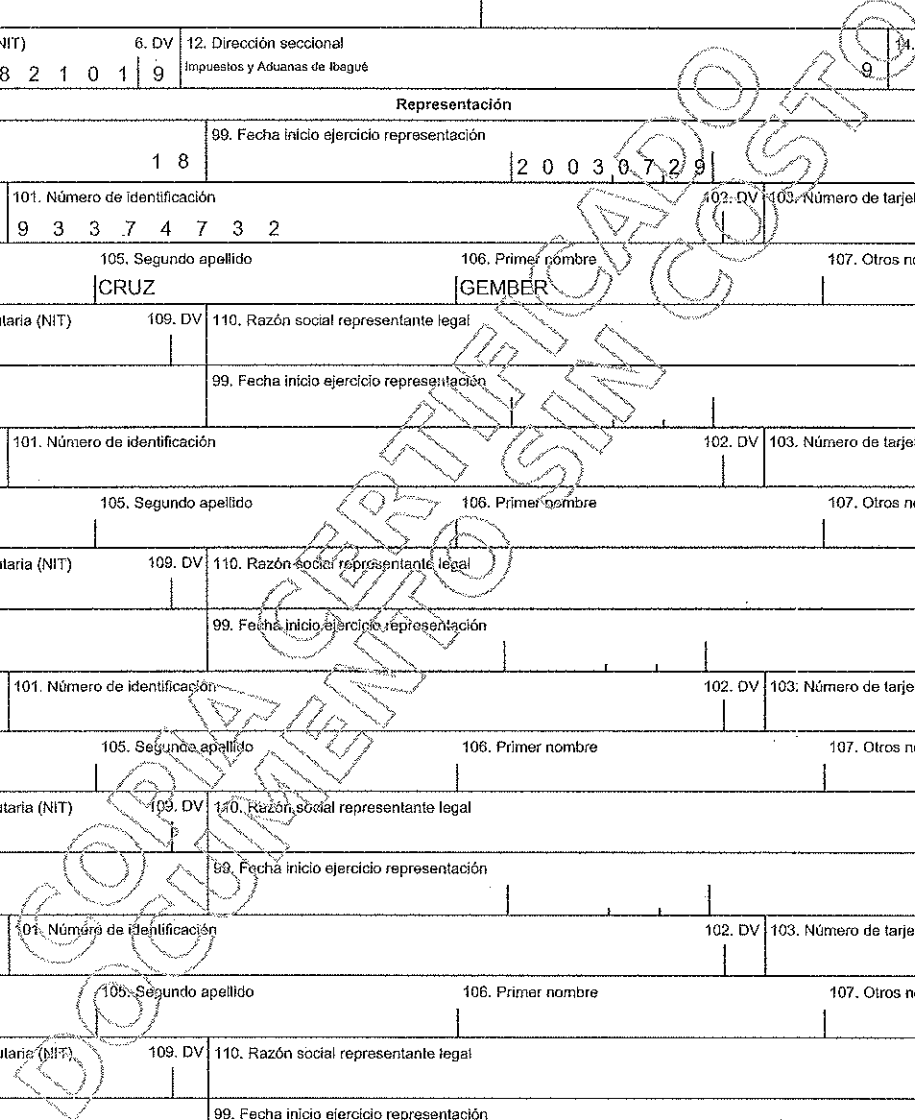 NIT) 6. DV 12. Dirección seccional 14.
8 2 1 0 1 9 Impuestos y Aduanas de Ibagué 9
Representación
99. Fecha inicio ejercicio representación
1 8 2 0 0 3 0 7 2 9
101. Número de identificación 102. DV 103. Número de tarje
9 3 3 7 4 7 3 2
105. Segundo apellido 106. Primer nombre 107. Otros no
CRUZ GEMBER
taria (NIT) 109. DV 110. Razón social representante legal
99. Fecha inicio ejercicio representación
101. Número de identificación 102. DV 103. Número de tarje
105. Segundo apellido 106. Primer nombre 107. Otros no
taria (NIT) 109. DV 110. Razón social representante legal
99. Fecha inicio ejercicio representación
101. Número de identificación 102. DV 103. Número de tarje
105. Segundo apellido 106. Primer nombre 107. Otros no
utaria (NIT) 109. DV 110. Razón social representante legal
99. Fecha inicio ejercicio representación
101. Número de identificación 102. DV 103. Número de tarje
105. Segundo apellido 106. Primer nombre 107. Otros no
utaria (NIT) 109. DV 110. Razón social representante legal
99. Fecha inicio ejercicio representación
COPIA CERTIFICADO
DOCUMENTO SIN COSTO